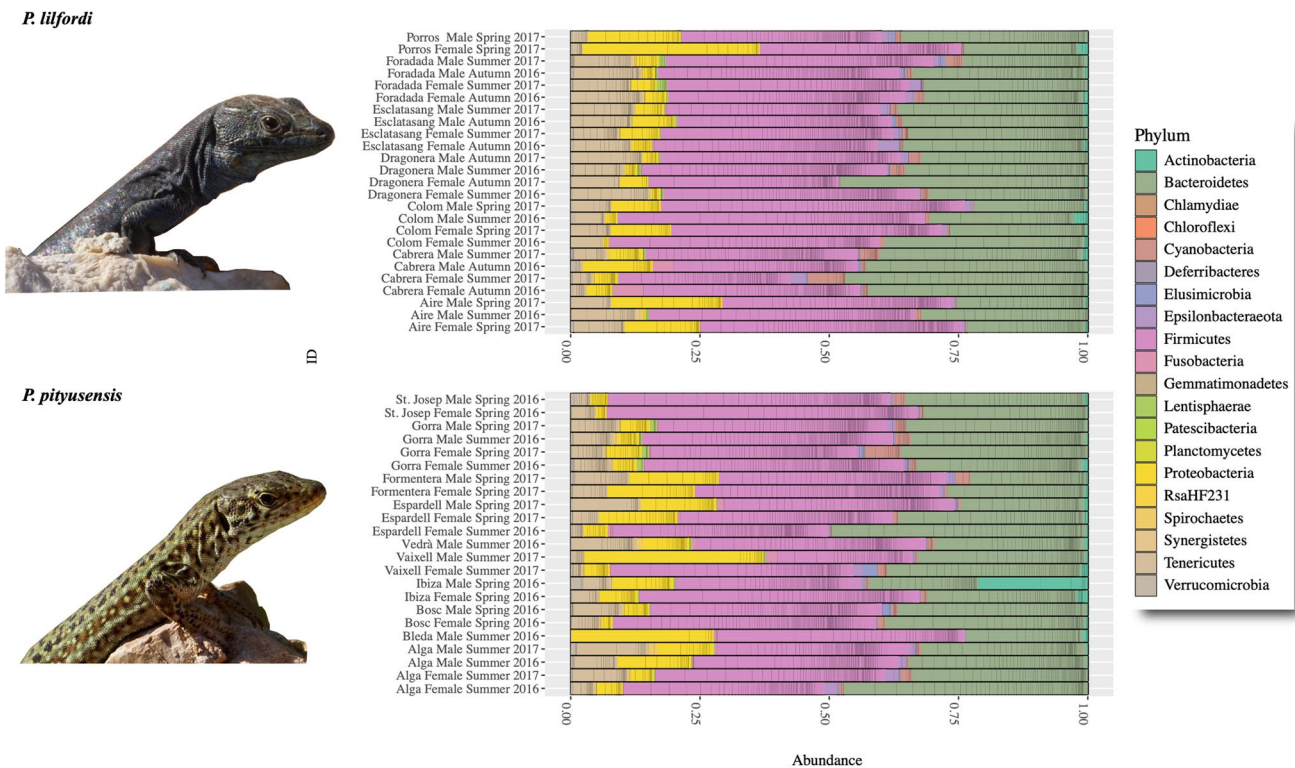 P. lilfordi
Porros Male Spring 2017
Porros Female Spring 2017
Foradada Male Summer 2017
Foradada Male Autumn 2016
Foradada Female Summer 2017
Foradada Female Autumn 2016
Esclatasang Male Summer 2017
Esclatasang Male Autumn 2016
Esclatasang Female Summer 2017
Esclatasang Female Autumn 2016
Dragonera Male Autumn 2017
Dragonera Male Summer 2016
Dragonera Female Autumn 2017
Dragonera Female Summer 2016
Colom Male Spring 2017
Colom Male Summer 2016
Colom Female Spring 2017
Colom Female Summer 2016
Cabrera Male Summer 2017
Cabrera Male Autumn 2016
Cabrera Female Summer 2017
Cabrera Female Autumn 2016
Aire Male Spring 2017
Aire Male Summer 2016
Aire Female Spring 2017
0.00
0.25
0.50
0.75
1.00
ID
P. pityusensis
St. Josep Male Spring 2016
St. Josep Female Spring 2016
Gorra Male Spring 2017
Gorra Male Summer 2016
Gorra Female Spring 2017
Gorra Female Summer 2016
Formentera Male Spring 2017
Formentera Female Spring 2017
Espardell Male Spring 2017
Espardell Female Spring 2017
Espardell Female Summer 2016
Vedrà Male Summer 2016
Vaixell Male Summer 2017
Vaixell Female Summer 2017
Ibiza Male Spring 2016
Ibiza Female Spring 2016
Bosc Male Spring 2016
Bosc Female Spring 2016
Bleda Male Summer 2016
Alga Male Summer 2017
Alga Male Summer 2016
Alga Female Summer 2017
Alga Female Summer 2016
0.00
0.25
0.50
0.75
1.00
Abundance
Phylum
Actinobacteria
Bacteroidetes
Chlamydiae
Chloroflexi
Cyanobacteria
Deferribacteres
Elusimicrobia
Epsilonbacteraeota
Firmicutes
Fusobacteria
Gemmatimonadetes
Lentisphaerae
Patescibacteria
Planctomycetes
Proteobacteria
RsaHF231
Spirochaetes
Synergistetes
Tenericutes
Verrucomicrobia